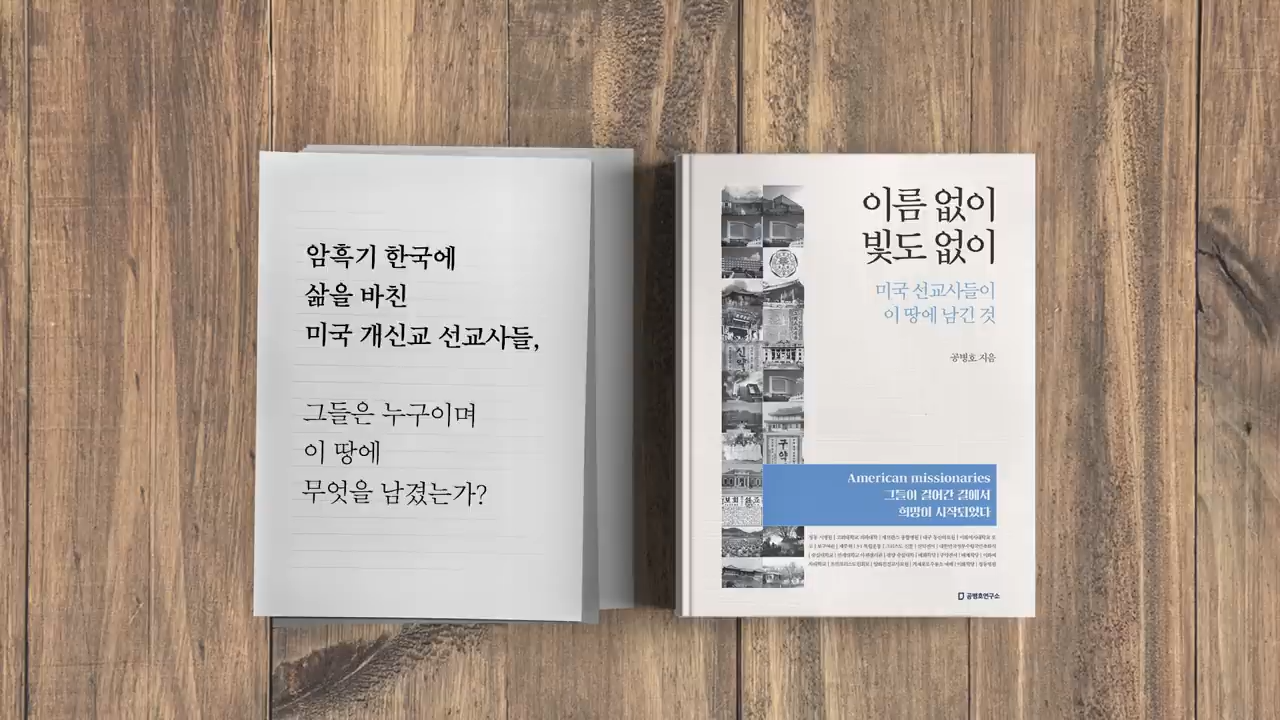 암흑기 한국에
삶을 바친
미국 개신교 선교사들,
그들은 누구이며
이 땅에
무엇을 남겼는가?
이름 없이
빛도 없이
미국 선교사들이
이 땅에 남긴 것
공병호 지음
구약
American missionaries
그들이 걸어간 길에서
희망이 시작되었다
공병호연구소